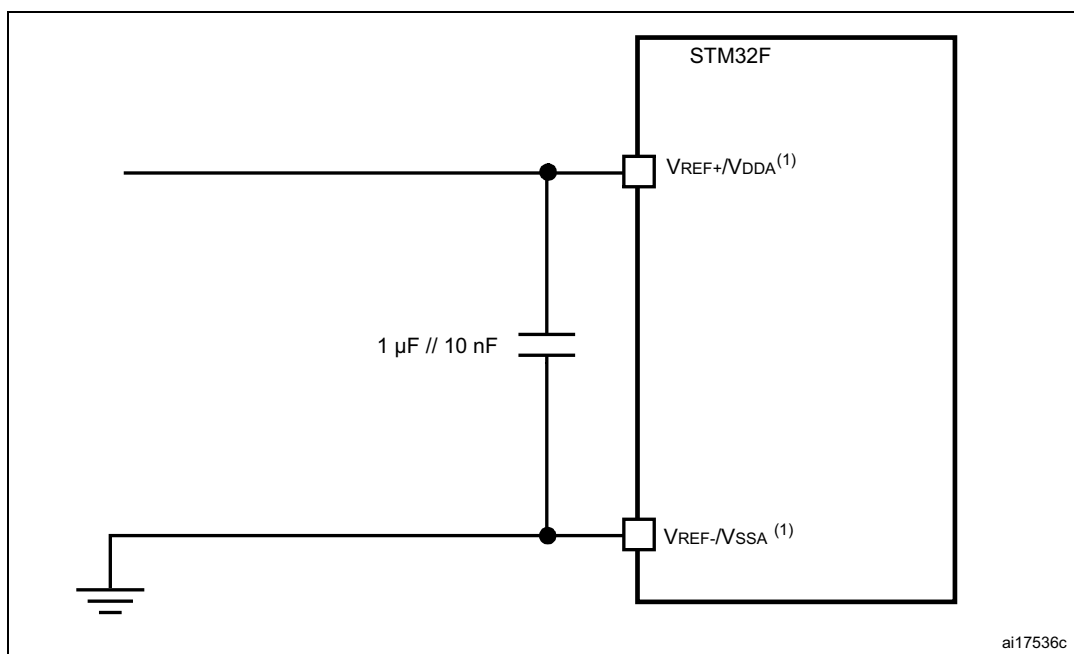 STM32F
VREF+/VDDA(1)
1 µF // 10 nF
VREF-/VSSA (1)
ai17536c